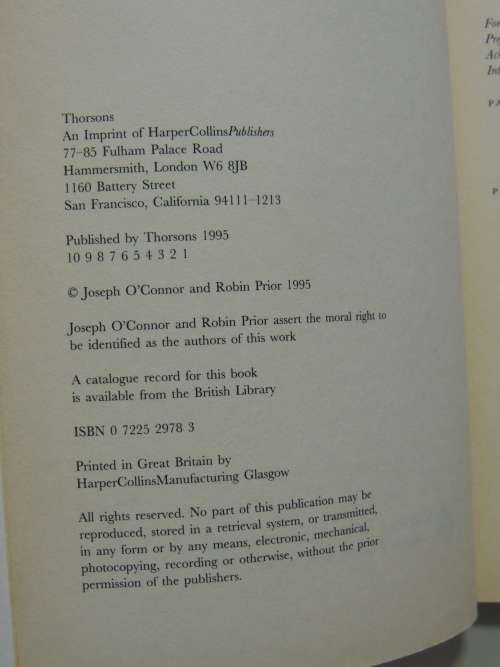 Thorsons
An Imprint of HarperCollinsPublishers
77–85 Fulham Palace Road
Hammersmith, London W6 8JB
1160 Battery Street
San Francisco, California 94111–1213
Published by Thorsons 1995
10 9 8 7 6 5 4 3 2 1
© Joseph O'Connor and Robin Prior 1995
Joseph O'Connor and Robin Prior assert the moral right to
be identified as the authors of this work
A catalogue record for this book
is available from the British Library
ISBN 0 7225 2978 3
Printed in Great Britain by
HarperCollinsManufacturing Glasgow
All rights reserved. No part of this publication may be
reproduced, stored in a retrieval system, or transmitted,
in any form or by any means, electronic, mechanical,
photocopying, recording or otherwise, without the prior
permission of the publishers.